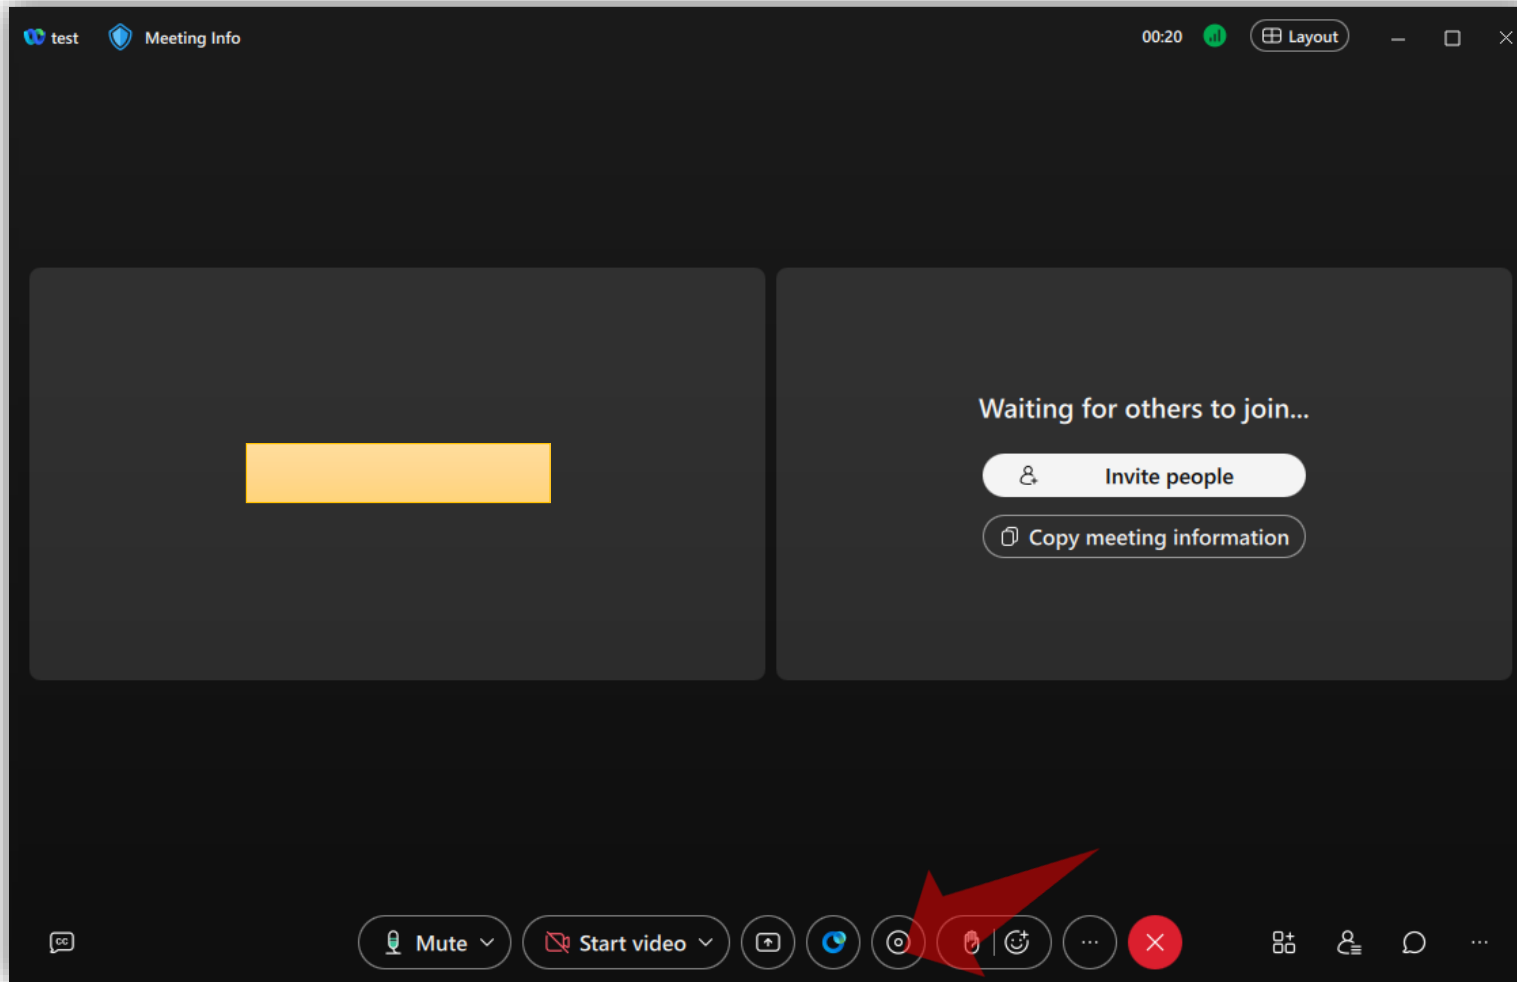 test
Meeting Info
00:20
Layout
Waiting for others to join...
Invite people
Copy meeting information
CC
Mute
Start video